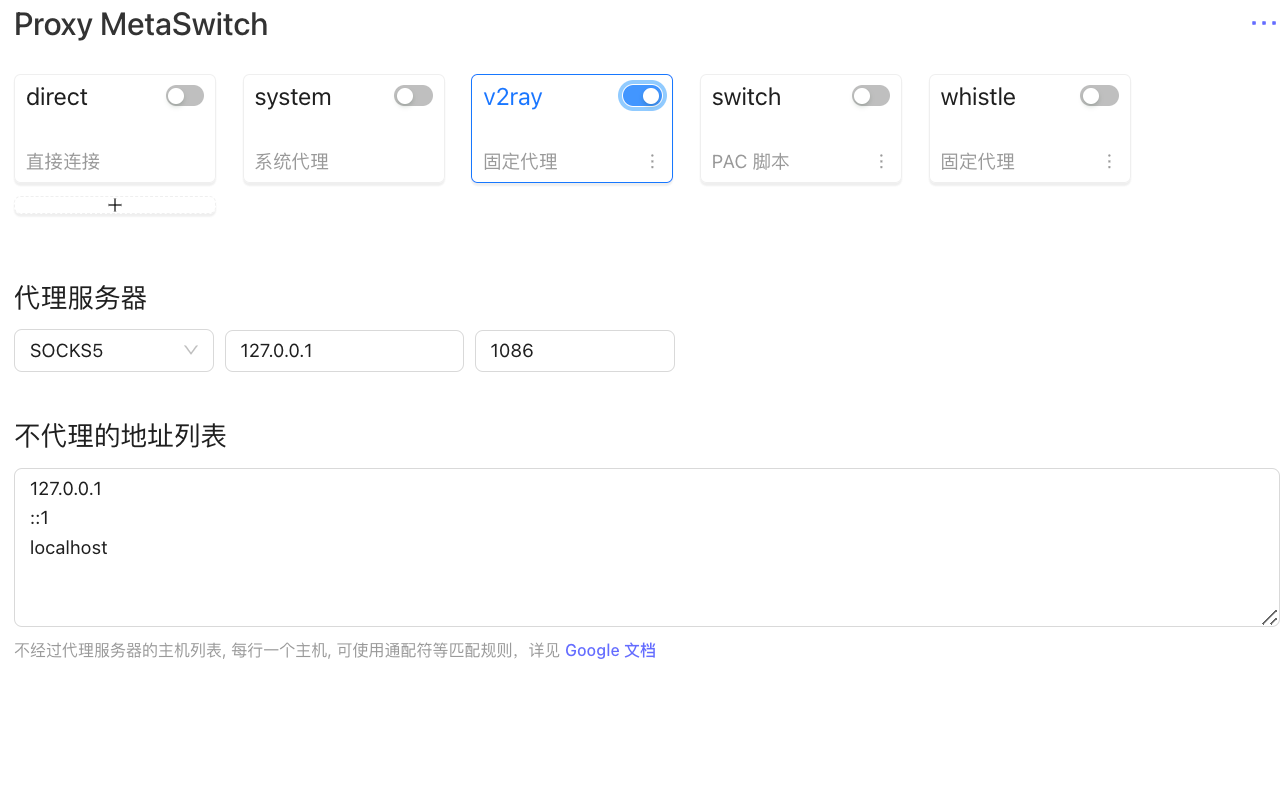 Proxy MetaSwitch
direct
system
v2ray
switch
whistle
直接连接
系统代理
固定代理
PAC 脚本
固定代理
代理服务器
SOCKS5
127.0.0.1
1086
不代理的地址列表
127.0.0.1
::1
localhost
不经过代理服务器的主机列表, 每行一个主机, 可使用通配符等匹配规则，详见 Google 文档